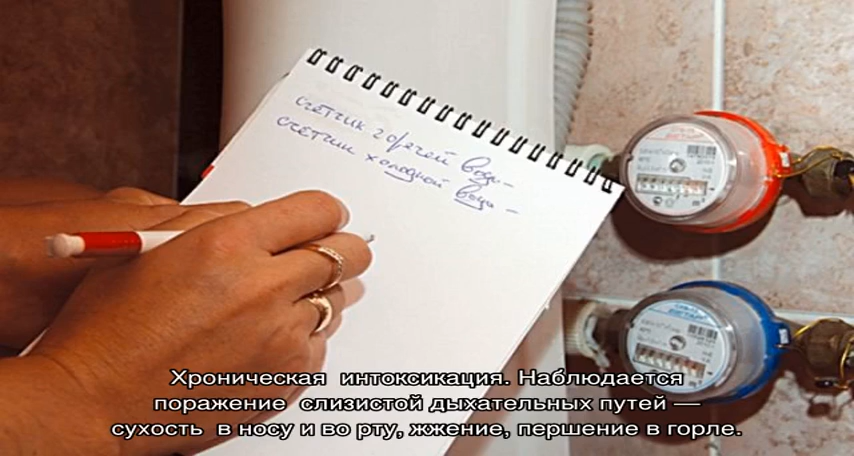 счетчик горячей воды -
счетчик холодной воды -
Хроническая интоксикация. Наблюдается
поражение слизистой дыхательных путей —
сухость в носу и во рту, жжение, першение в горле.